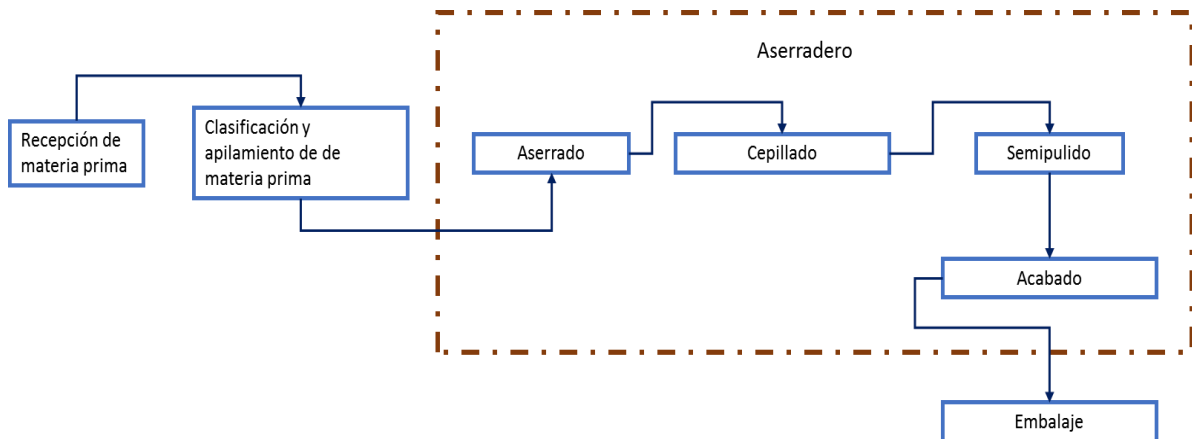 Aserradero
Recepción de
materia prima
Clasificación y
apilamiento de de
materia prima
Aserrado
Cepillado
Semipulido
Acabado
Embalaje